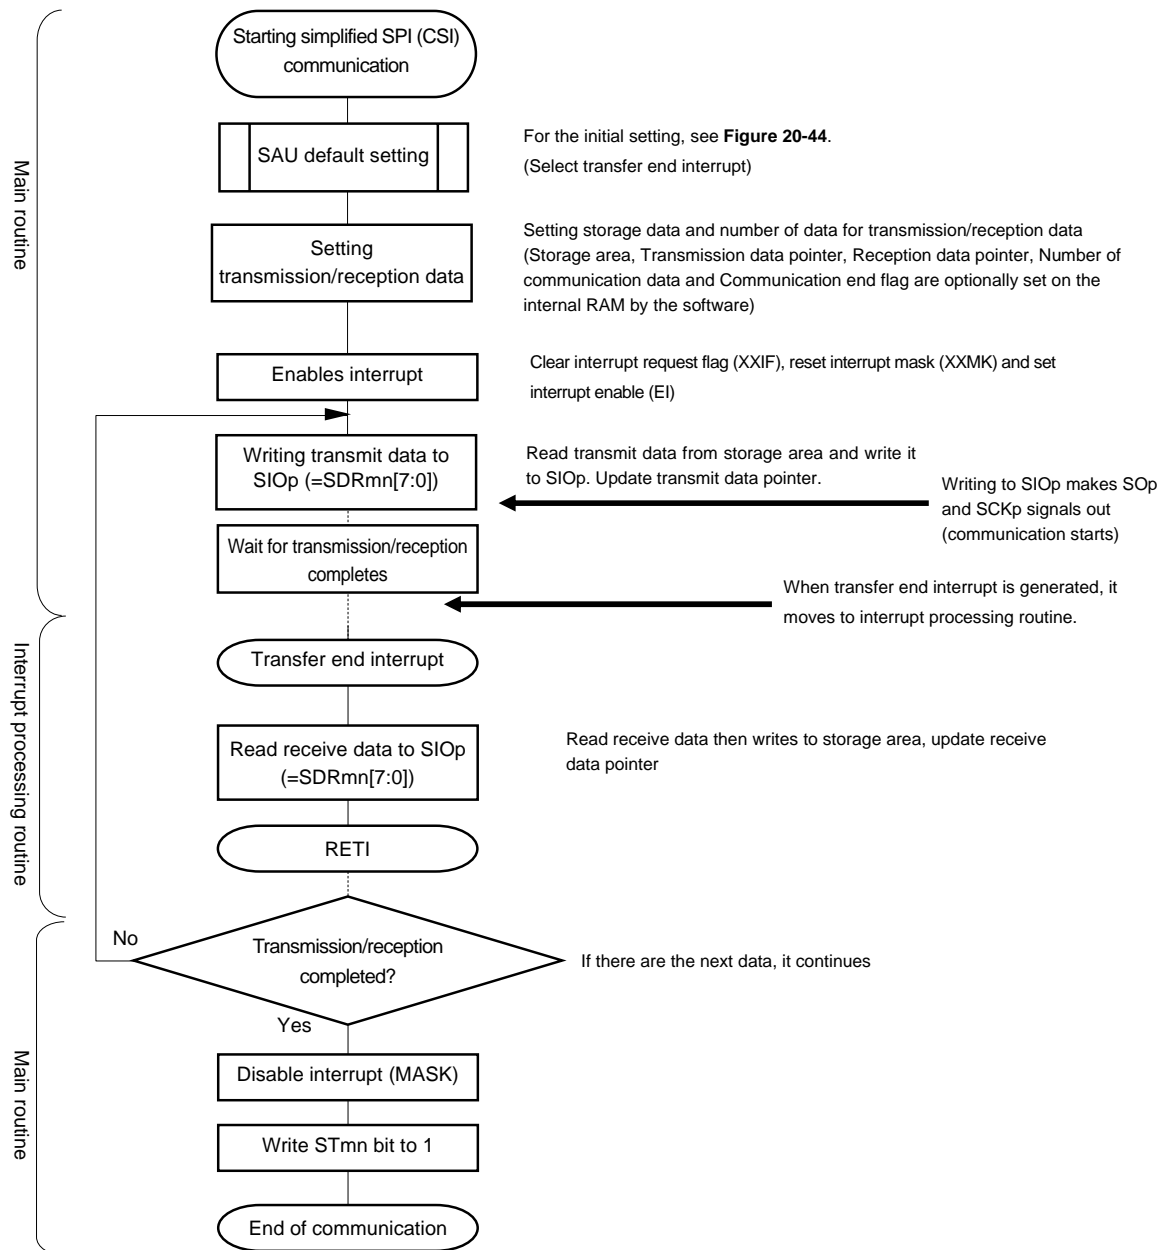 Starting simplified SPI (CSI)
communication
Main routine
SAU default setting
For the initial setting, see Figure 20-44.
(Select transfer end interrupt)
Setting
transmission/reception data
Setting storage data and number of data for transmission/reception data
(Storage area, Transmission data pointer, Reception data pointer, Number of
communication data and Communication end flag are optionally set on the
internal RAM by the software)
Enables interrupt
Clear interrupt request flag (XXIF), reset interrupt mask (XXMK) and set
interrupt enable (EI)
Writing transmit data to
SIOp (=SDRmn[7:0])
Read transmit data from storage area and write it
to SIOp. Update transmit data pointer.
Writing to SIOp makes SOp
and SCKp signals out
(communication starts)
Wait for transmission/reception
completes
When transfer end interrupt is generated, it
moves to interrupt processing routine.
Interrupt processing routine
Transfer end interrupt
Read receive data to SIOp
(=SDRmn[7:0])
Read receive data then writes to storage area, update receive
data pointer
RETI
No
Transmission/reception
completed?
If there are the next data, it continues
Yes
Main routine
Disable interrupt (MASK)
Write STmn bit to 1
End of communication